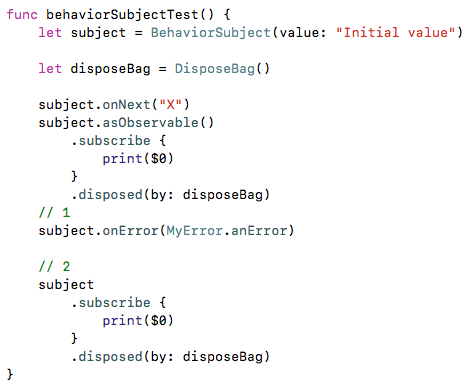 func behaviorSubjectTest() {
    let subject = BehaviorSubject(value: "Initial value")
    let disposeBag = DisposeBag()
    subject.onNext("X")
    subject.asObservable()
        .subscribe {
            print($0)
        }
        .disposed(by: disposeBag)
    // 1
    subject.onError(MyError.anError)
    // 2
    subject
        .subscribe {
            print($0)
        }
        .disposed(by: disposeBag)
}